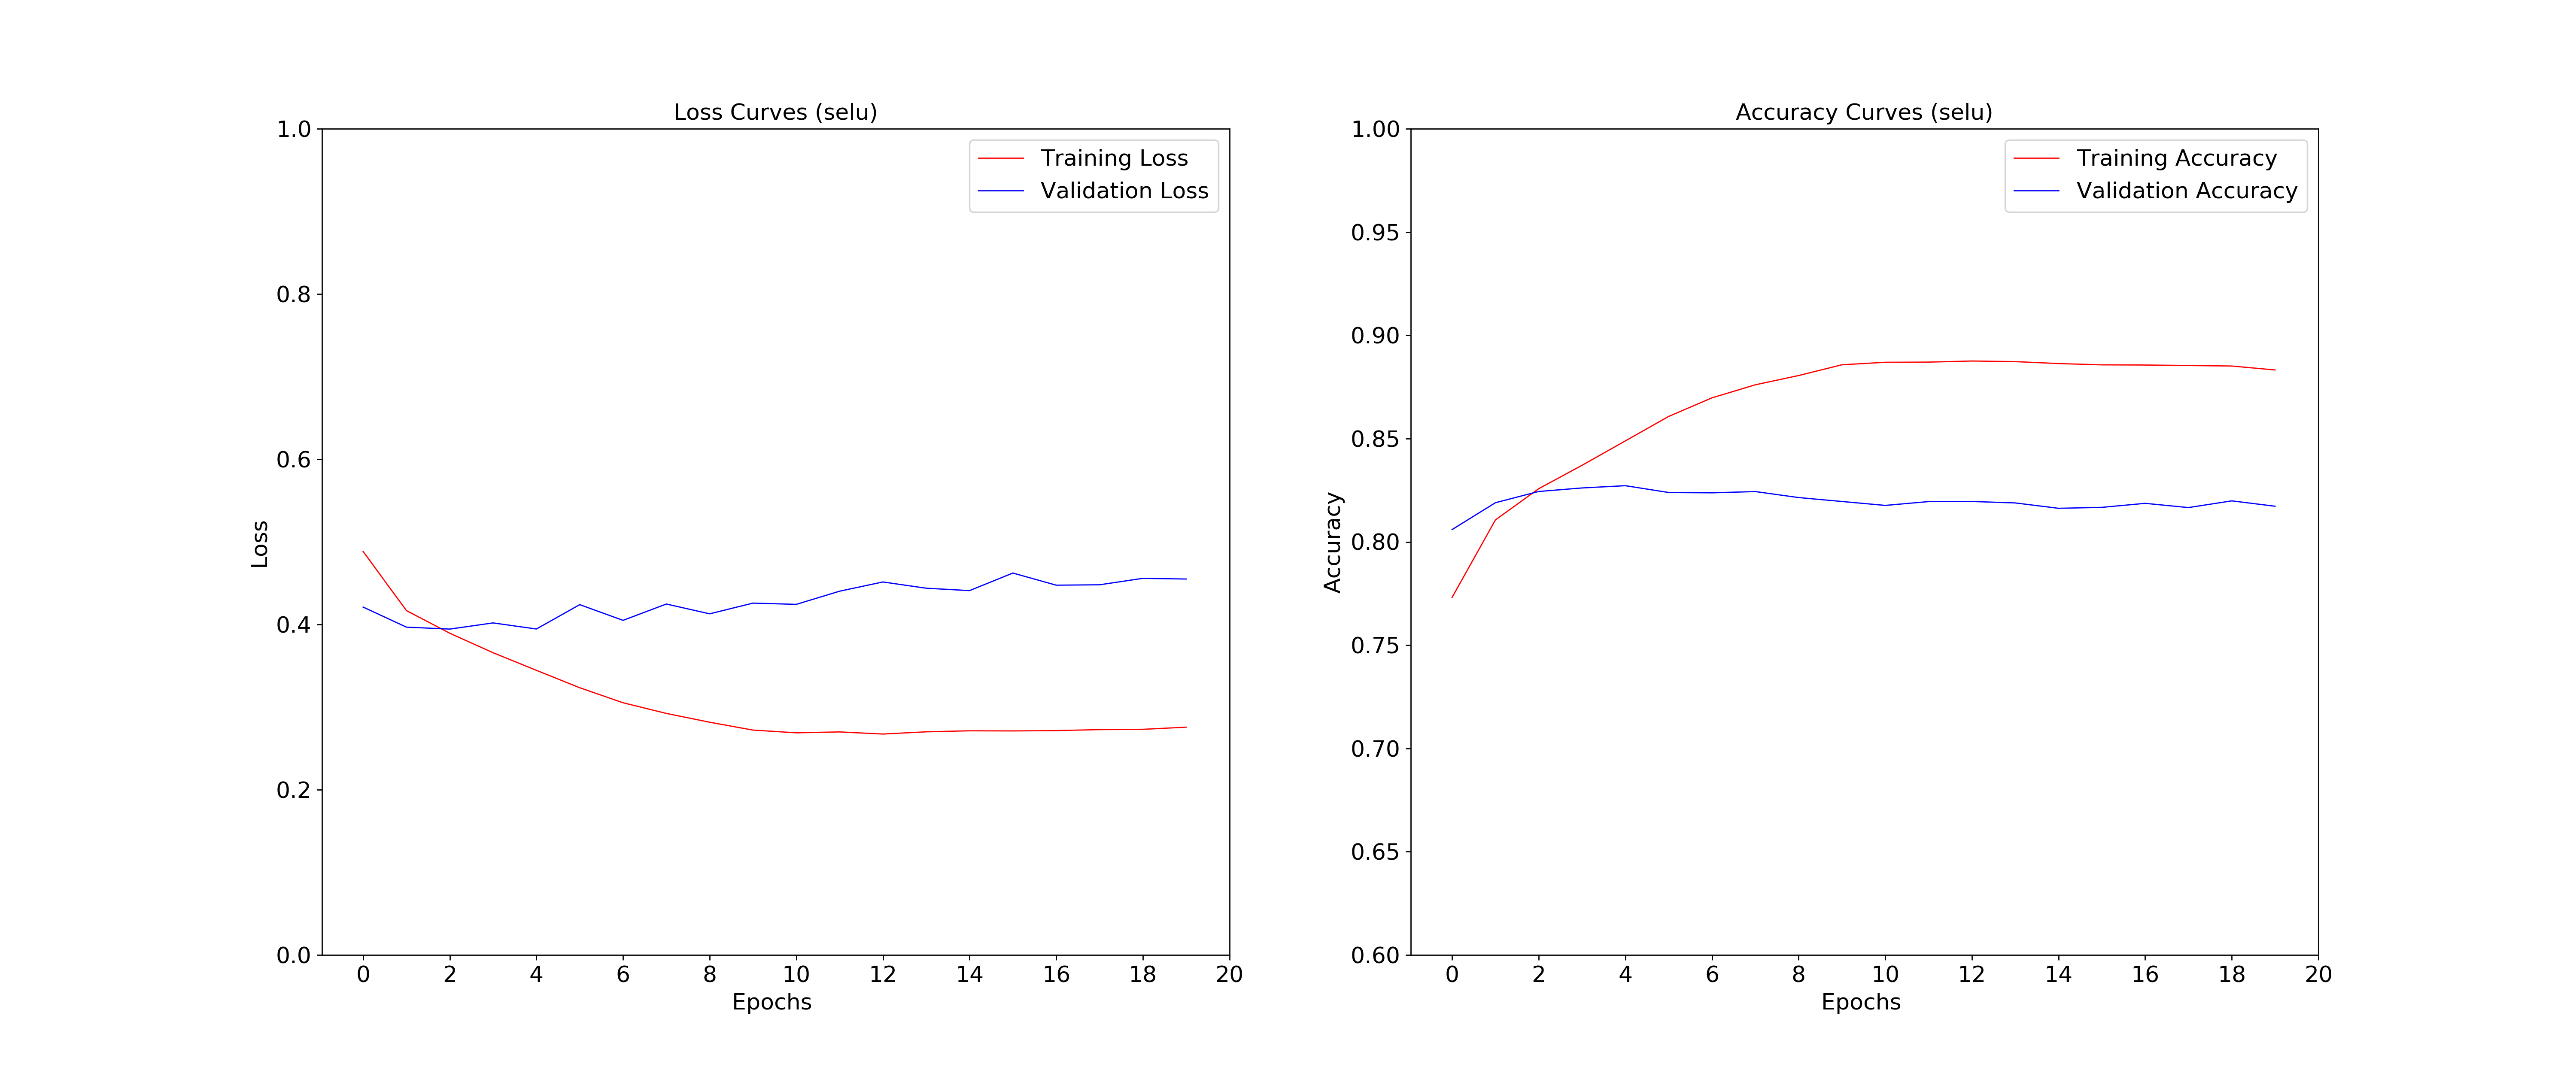 Loss Curves (selu)
1.0
0.8
0.6
0.4
0.2
0.0
Loss
Training Loss
Validation Loss
0 2 4 6 8 10 12 14 16 18 20
Epochs
Accuracy Curves (selu)
1.00
0.95
0.90
0.85
0.80
0.75
0.70
0.65
0.60
Accuracy
Training Accuracy
Validation Accuracy
0 2 4 6 8 10 12 14 16 18 20
Epochs